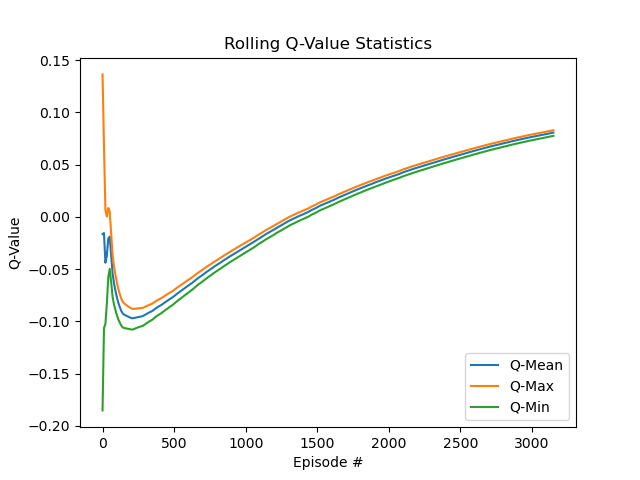 Rolling Q-Value Statistics
0.15
0.10
0.05
0.00
−0.05
−0.10
−0.15
−0.20
Q-Value
0 500 1000 1500 2000 2500 3000
Episode #
Q-Mean
Q-Max
Q-Min